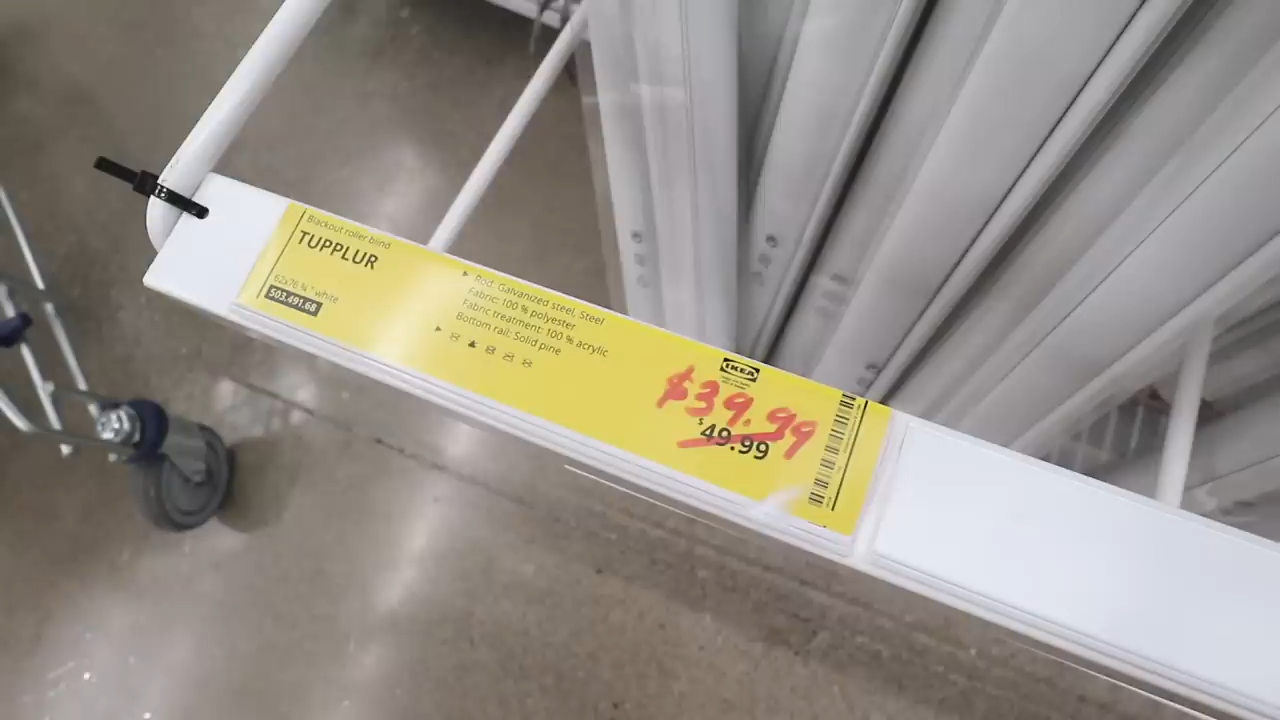 Blackout roller blind
TUPPLUR
62x76 ¾ " white
503.491.68
Rod: Galvanized steel, Steel
Fabric: 100 % polyester
Fabric treatment: 100 % acrylic
Bottom rail: Solid pine
IKEA
$39.99
$49.99